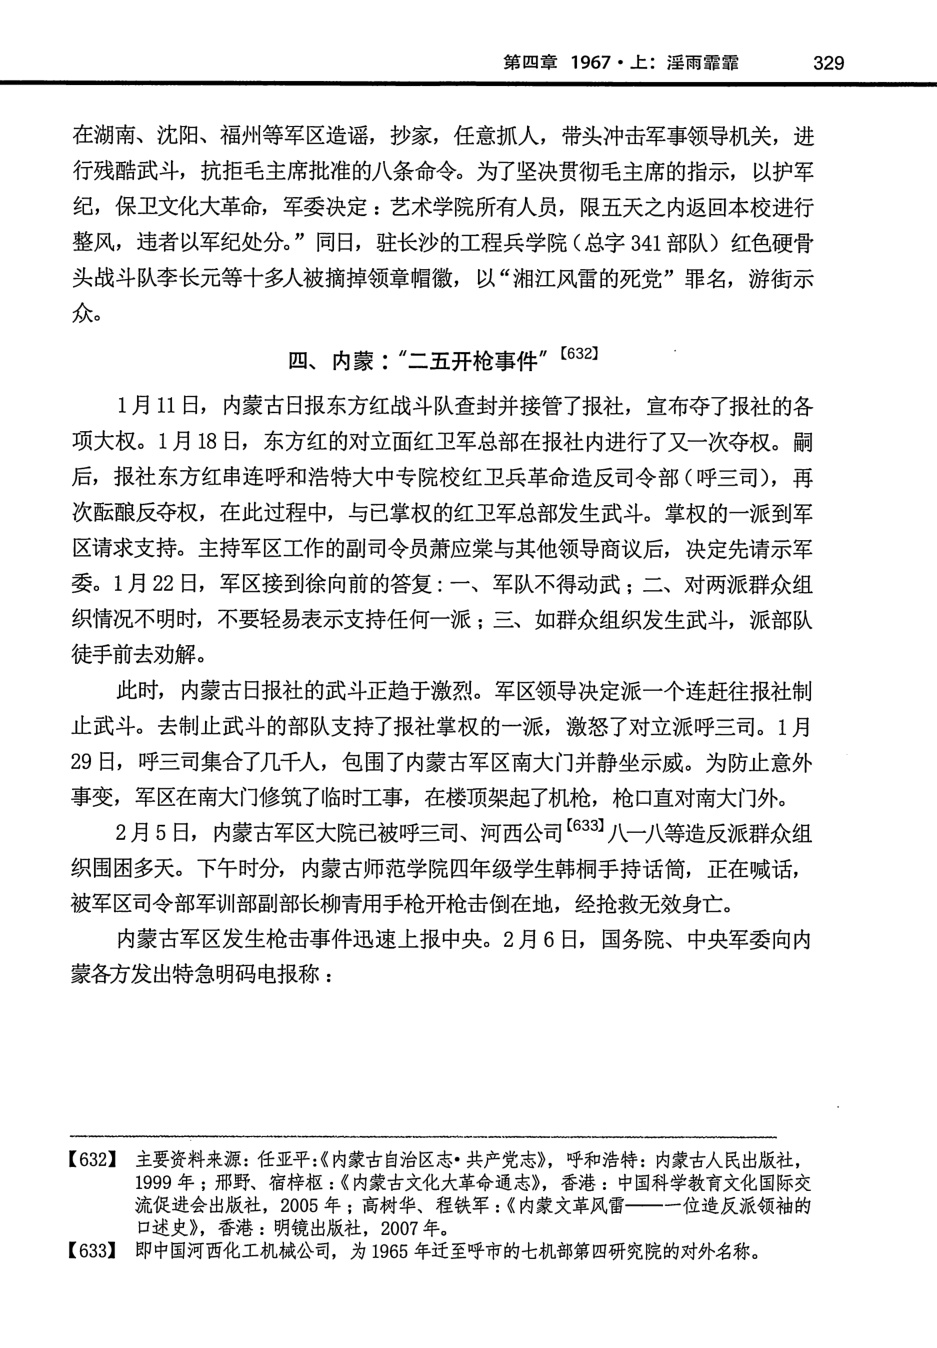 第四章 1967·上：淫雨霏霏 329
在湖南、沈阳、福州等军区造谣，抄家，任意抓人，带头冲击军事领导机关，进
行残酷武斗，抗拒毛主席批准的八条命令。为了坚决贯彻毛主席的指示，以护军
纪，保卫文化大革命，军委决定：艺术学院所有人员，限五天之内返回本校进行
整风，违者以军纪处分。”同日，驻长沙的工程兵学院（总字 341 部队）红色硬骨
头战斗队李长元等十多人被摘掉领章帽徽，以“湘江风雷的死党”罪名，游街示
众。
四、内蒙：“二五开枪事件”【632】
1 月 11 日，内蒙古日报东方红战斗队查封并接管了报社，宣布夺了报社的各
项大权。1 月 18 日，东方红的对立面红卫军总部在报社内进行了又一次夺权。嗣
后，报社东方红串连呼和浩特大中专院校红卫兵革命造反司令部（呼三司），再
次酝酿反夺权，在此过程中，与已掌权的红卫军总部发生武斗。掌权的一派到军
区请求支持。主持军区工作的副司令员萧应棠与其他领导商议后，决定先请示军
委。1 月 22 日，军区接到徐向前的答复：一、军队不得动武；二、对两派群众组
织情况不明时，不要轻易表示支持任何一派；三、如群众组织发生武斗，派部队
徒手前去劝解。
此时，内蒙古日报社的武斗正趋于激烈。军区领导决定派一个连赶往报社制
止武斗。去制止武斗的部队支持了报社掌权的一派，激怒了对立派呼三司。1 月
29 日，呼三司集合了几千人，包围了内蒙古军区南大门并静坐示威。为防止意外
事变，军区在南大门修筑了临时工事，在楼顶架起了机枪，枪口直对南大门外。
2 月 5 日，内蒙古军区大院已被呼三司、河西公司【633】八一八等造反派群众组
织围困多天。下午时分，内蒙古师范学院四年级学生韩桐手持话筒，正在喊话，
被军区司令部军训部副部长柳青用手枪开枪击倒在地，经抢救无效身亡。
内蒙古军区发生枪击事件迅速上报中央。2 月 6 日，国务院、中央军委向内
蒙各方发出特急明码电报称：
【632】 主要资料来源：任亚平：《内蒙古自治区志·共产党志》，呼和浩特：内蒙古人民出版社，
1999 年；邢野、宿梓枢：《内蒙古文化大革命通志》，香港：中国科学教育文化国际交
流促进会出版社，2005 年；高树华、程铁军：《内蒙文革风雷——一位造反派领袖的
口述史》，香港：明镜出版社，2007 年。
【633】 即中国河西化工机械公司，为 1965 年迁至呼市的七机部第四研究院的对外名称。